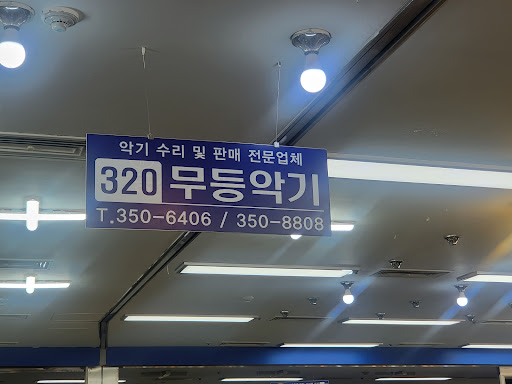 악기 수리 및 판매 전문업체
320 무등악기
T.350-6406 / 350-8808